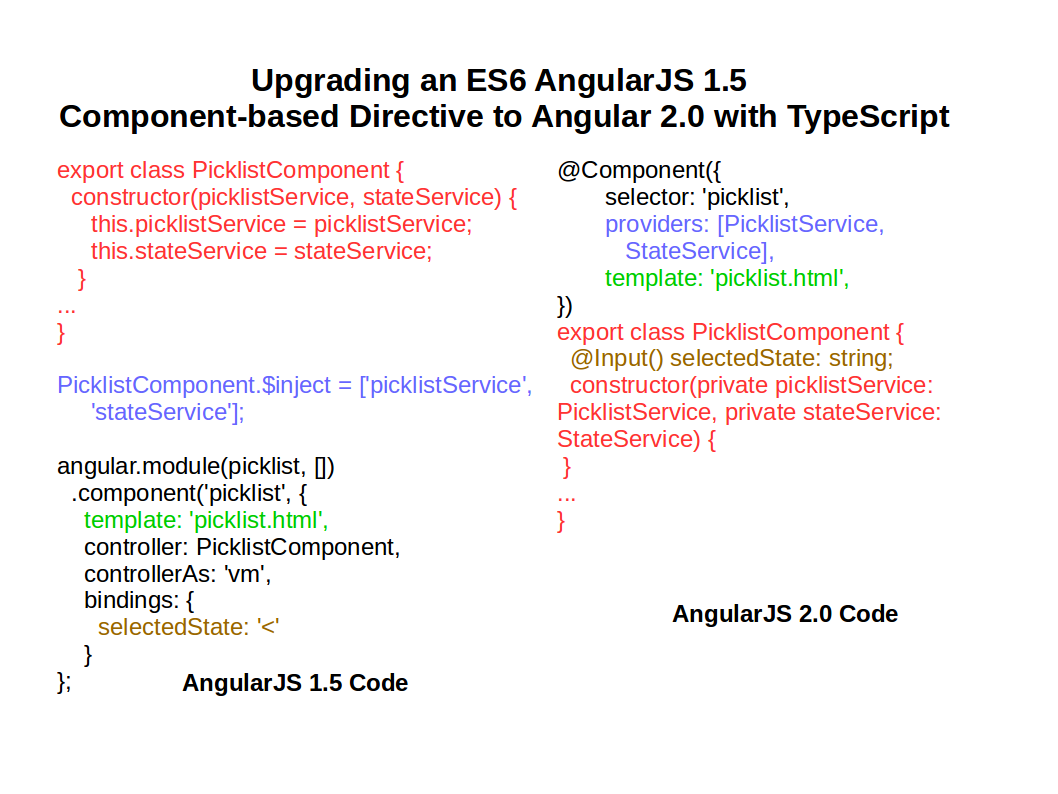 Upgrading an ES6 AngularJS 1.5
Component-based Directive to Angular 2.0 with TypeScript
export class PicklistComponent {
constructor(picklistService, stateService) {
this.picklistService = picklistService;
this.stateService = stateService;
}
...
}
PicklistComponent.$inject = ['picklistService',
'stateService'];
angular.module(picklist, [])
.component('picklist', {
template: 'picklist.html',
controller: PicklistComponent,
controllerAs: 'vm',
bindings: {
selectedState: '<'
}
};
AngularJS 1.5 Code
@Component({
selector: 'picklist',
providers: [PicklistService,
StateService],
template: 'picklist.html',
})
export class PicklistComponent {
@Input() selectedState: string;
constructor(private picklistService:
PicklistService, private stateService:
StateService) {
}
...
}
AngularJS 2.0 Code